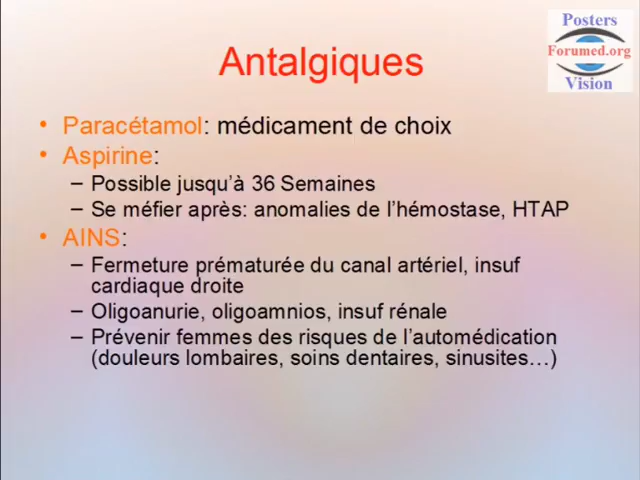 Posters
Forumed.org
Vision
Antalgiques
• Paracétamol: médicament de choix
• Aspirine:
– Possible jusqu'à 36 Semaines
– Se méfier après: anomalies de l'hémostase, HTAP
• AINS:
– Fermeture prématurée du canal artériel, insuf
cardiaque droite
– Oligoanurie, oligoamnios, insuf rénale
– Prévenir femmes des risques de l'automédication
(douleurs lombaires, soins dentaires, sinusites…)